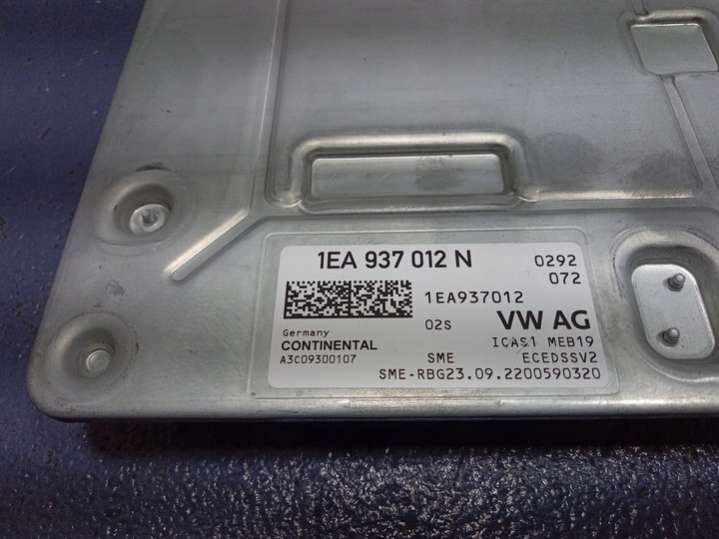 1EA 937 012 N 0292
072
1EA937012
02S VW AG
Germany
CONTINENTAL ICAS1 MEB19
A3C09300107 SME ECEDSSV2
SME-RBG23.09.2200590320